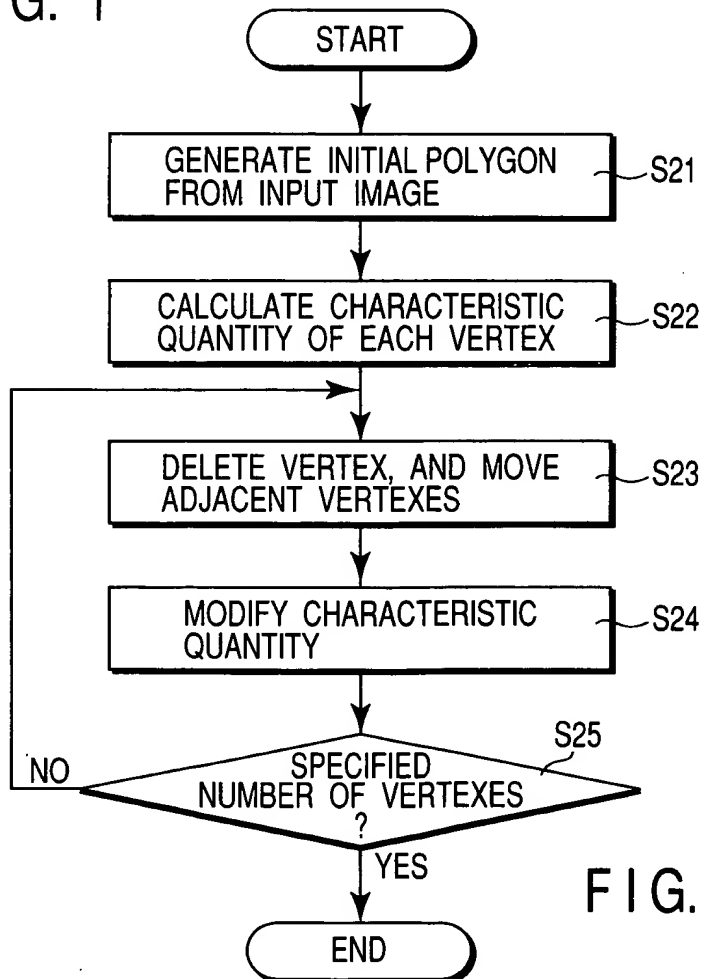 G. 1
START
GENERATE INITIAL POLYGON
FROM INPUT IMAGE
S21
CALCULATE CHARACTERISTIC
QUANTITY OF EACH VERTEX
S22
DELETE VERTEX, AND MOVE
ADJACENT VERTEXES
S23
MODIFY CHARACTERISTIC
QUANTITY
S24
S25
SPECIFIED
NUMBER OF VERTEXES
?
NO
YES
FIG.
END